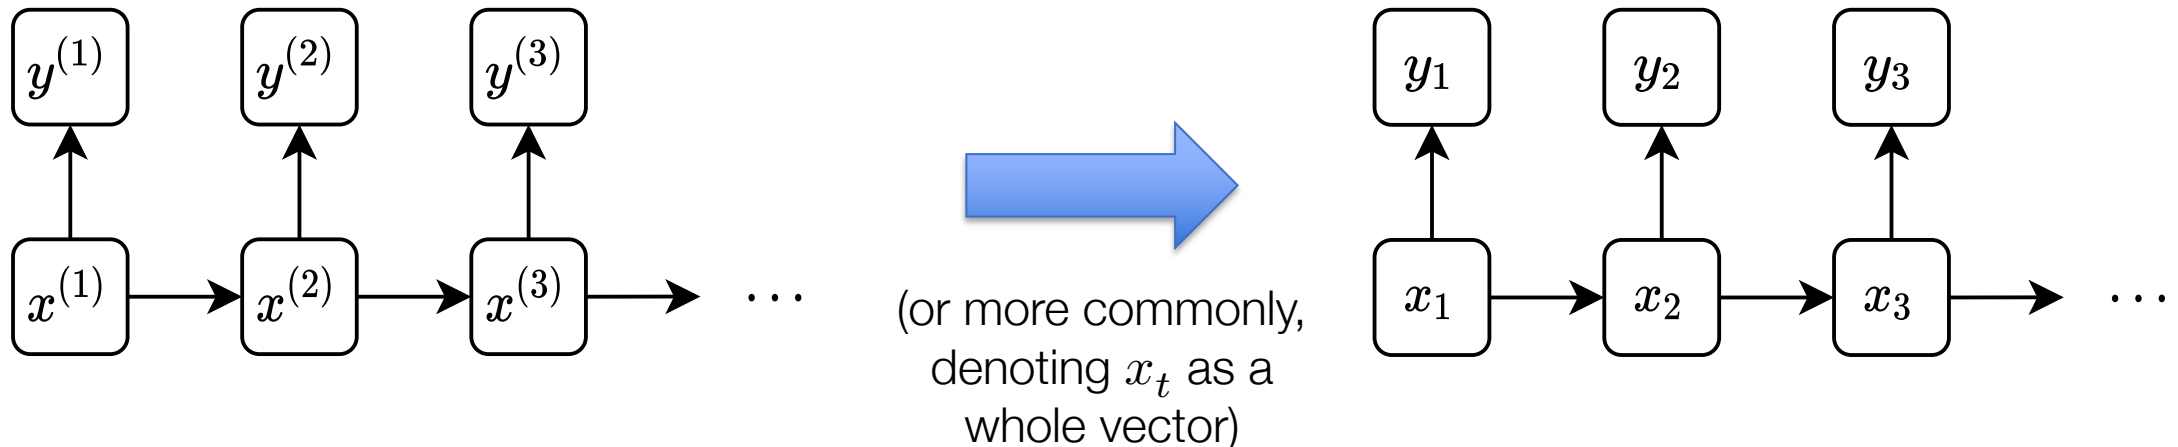 y^{(1)} y^{(2)} y^{(3)}
x^{(1)} x^{(2)} x^{(3)} ...
(or more commonly,
denoting x_t as a
whole vector)
y_1 y_2 y_3
x_1 x_2 x_3 ...